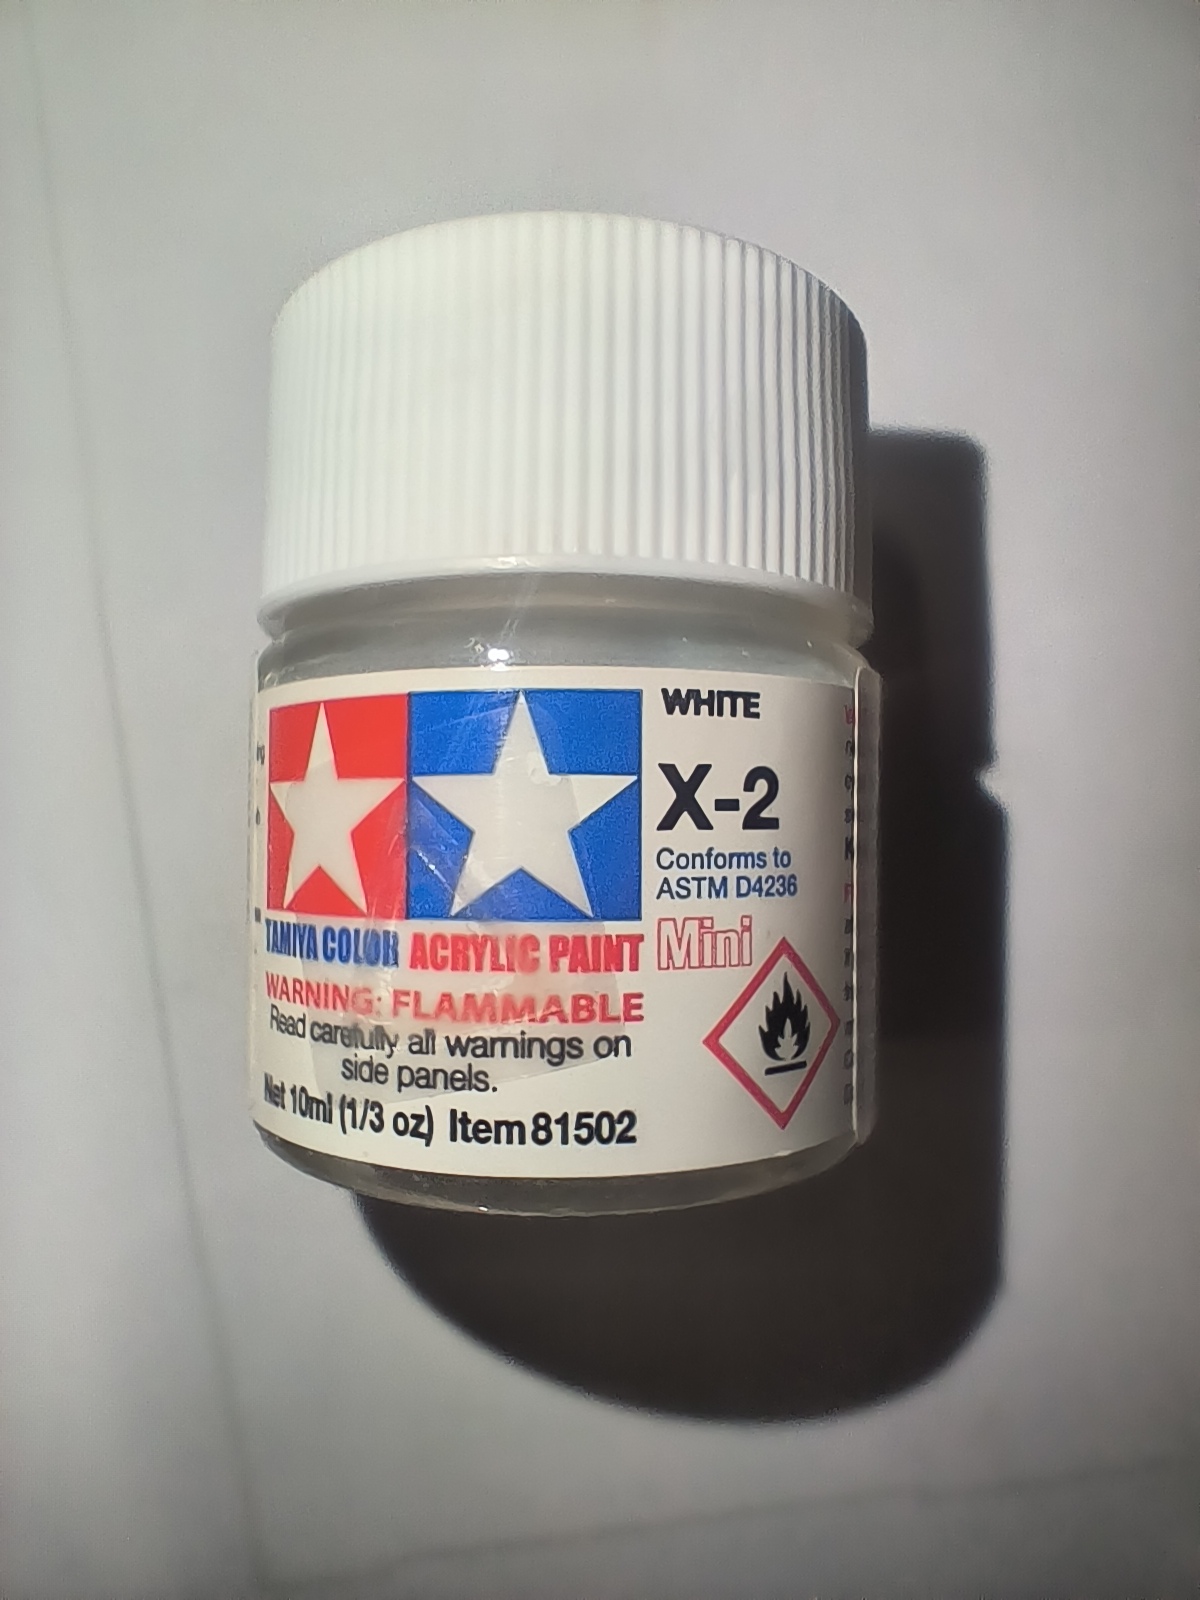 WHITE
X-2
Conforms to
ASTM D4236
TAMIYA COLOR ACRYLIC PAINT Mini
WARNING: FLAMMABLE
Read carefully all warnings on
side panels.
Net 10ml (1/3 oz) Item 81502